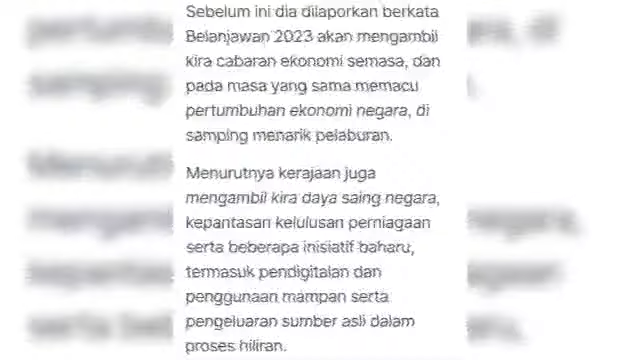 Sebelum ini dia dilaporkan berkata
Belanjawan 2023 akan mengambil
kira cabaran ekonomi semasa, dan
pada masa yang sama memacu
pertumbuhan ekonomi negara, di
samping menarik pelaburan.
Menurutnya kerajaan juga
mengambil kira daya saing negara,
kepantasan kelulusan perniagaan
serta beberapa inisiatif baharu,
termasuk pendigitalan dan
penggunaan mampan serta
pengeluaran sumber asli dalam
proses hiliran.